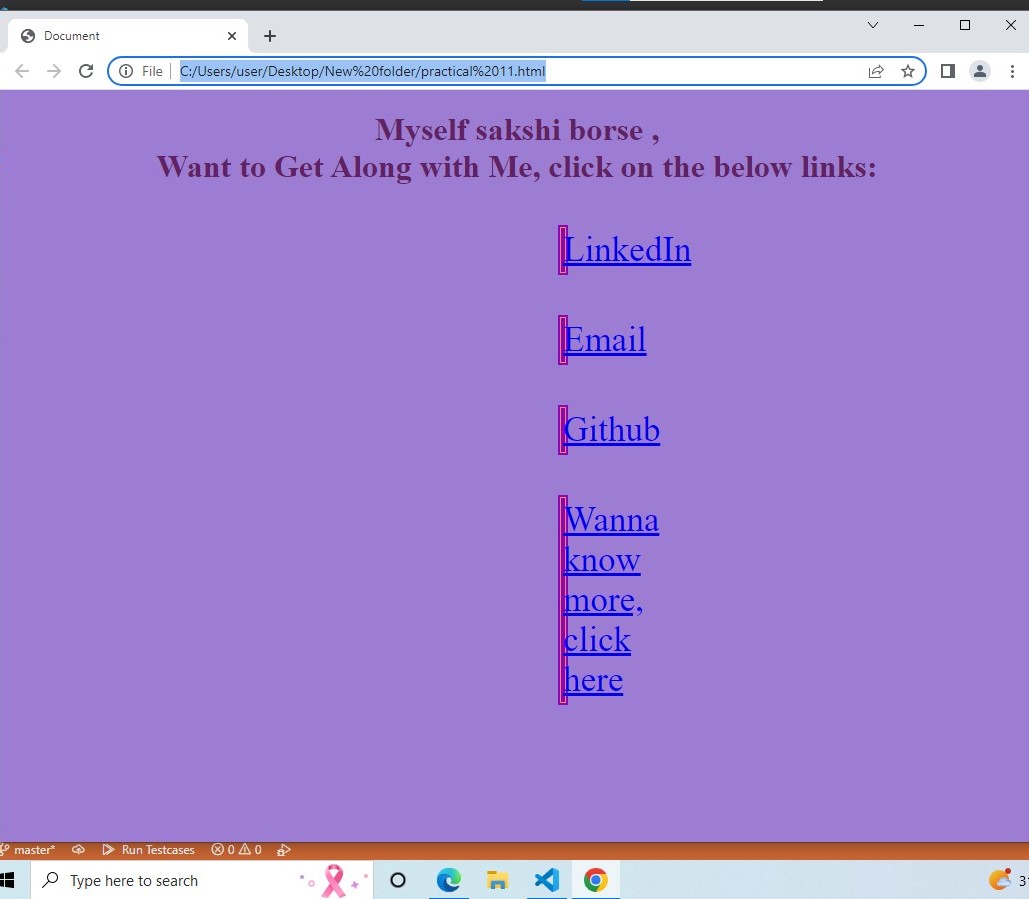 Document
File
C:/Users/user/Desktop/New%20folder/practical%2011.html
Myself sakshi borse ,
Want to Get Along with Me, click on the below links:
LinkedIn
Email
Github
Wanna
know
more,
click
here
master* Run Testcases 0 0
Type here to search